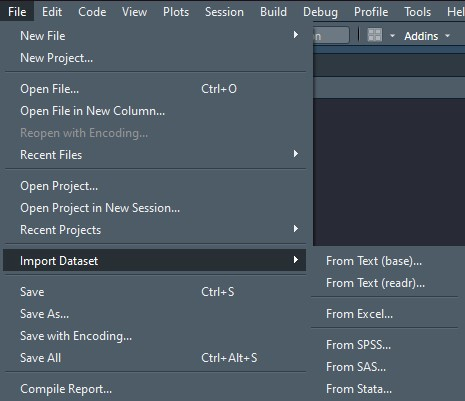 File Edit Code View Plots Session Build Debug Profile Tools Hel
New File
New Project...
Addins
Open File... Ctrl+O
Open File in New Column...
Reopen with Encoding...
Recent Files
Open Project...
Open Project in New Session...
Recent Projects
Import Dataset
From Text (base)...
From Text (readr)...
From Excel...
From SPSS...
From SAS...
From Stata...
Save Ctrl+S
Save As...
Save with Encoding...
Save All Ctrl+Alt+S
Compile Report...